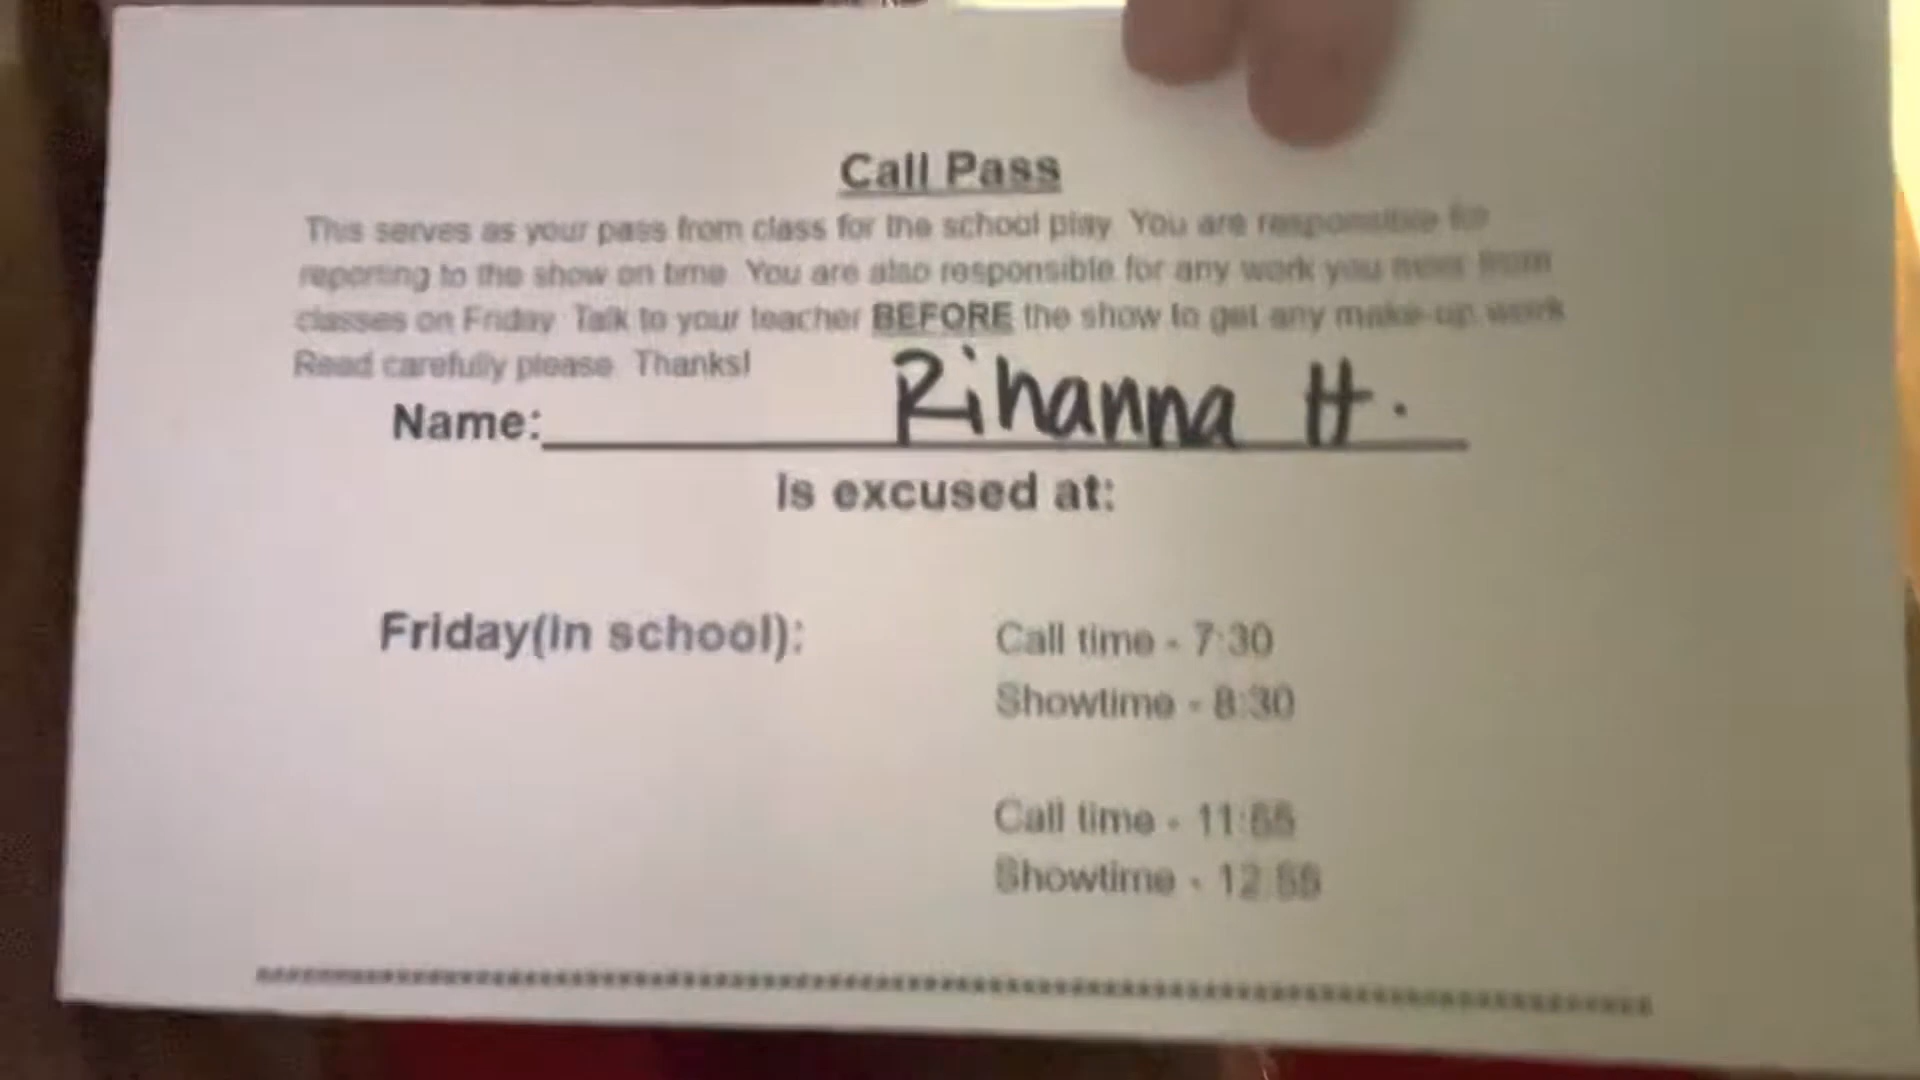 Call Pass
This serves as your pass from class for the school play. You are responsible for
reporting to the show on time. You are also responsible for any work you miss from
classes on Friday. Talk to your teacher BEFORE the show to get any make-up work.
Read carefully please. Thanks!
Name: Rihanna H.
is excused at:
Friday(in school): Call time - 7:30
Showtime - 8:30
Call time - 11:55
Showtime - 12:55